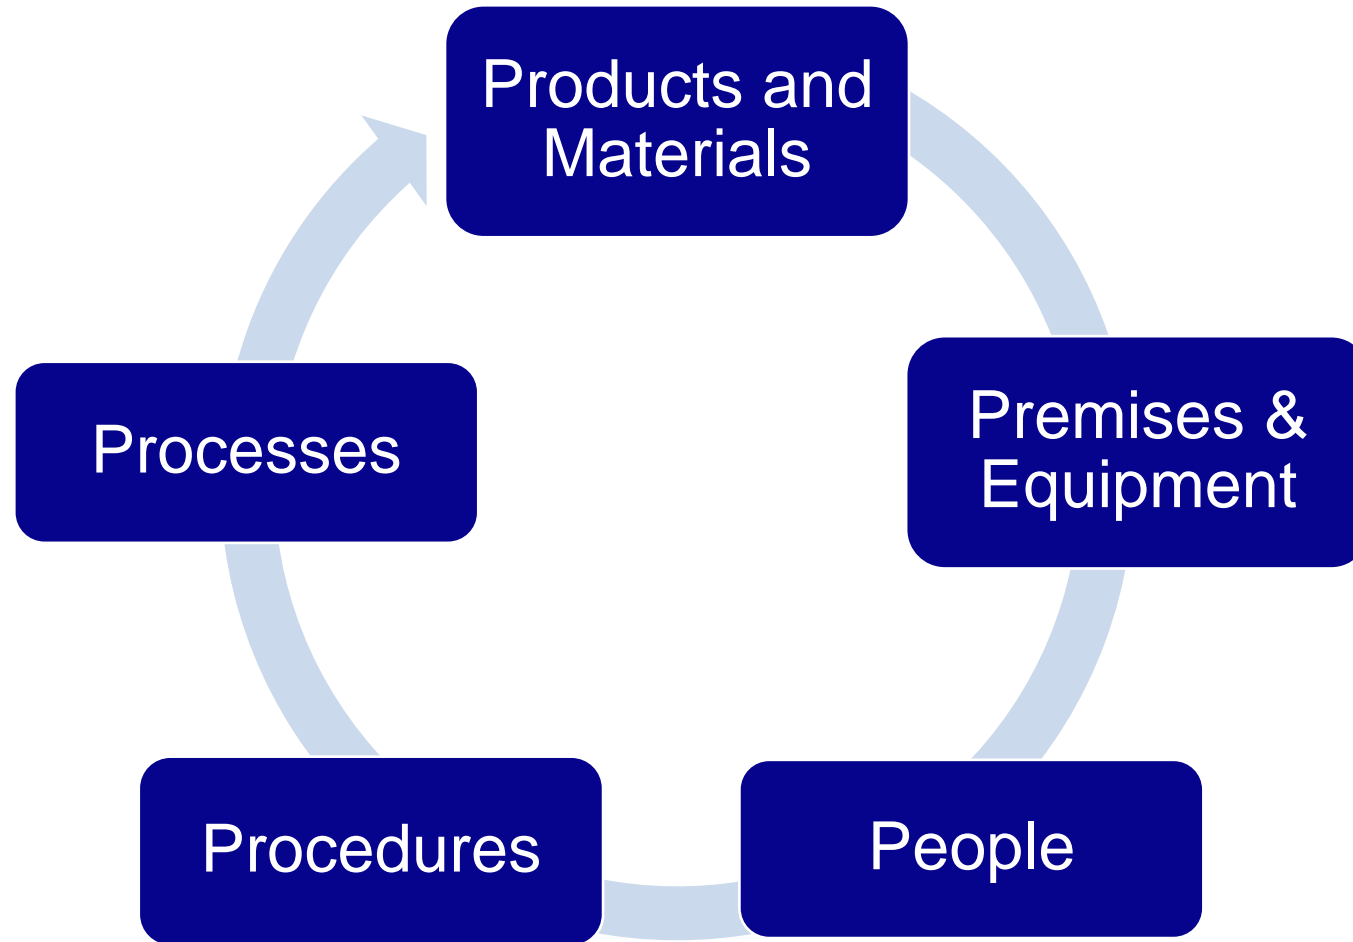 Products and
Materials
Premises &
Equipment
People
Procedures
Processes